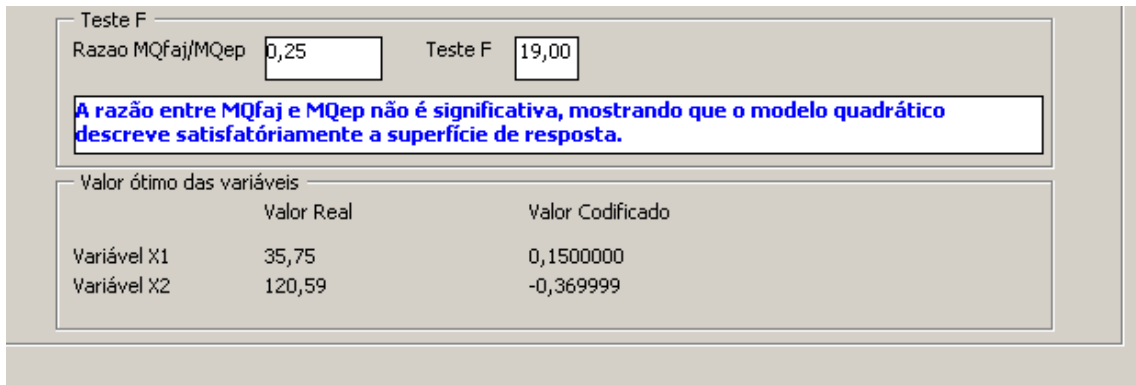 Teste F
Razao MQfaj/MQep 0,25 Teste F 19,00
A razão entre MQfaj e MQep não é significativa, mostrando que o modelo quadrático
descreve satisfatóriamente a superfície de resposta.
Valor ótimo das variáveis
Valor Real Valor Codificado
Variável X1 35,75 0,1500000
Variável X2 120,59 -0,369999